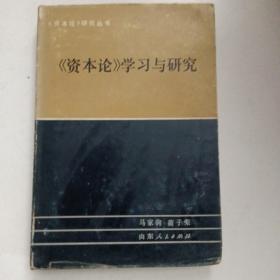 《资本论》研究丛书
《资本论》学习与研究
马家驹 蔺子荣
山东人民出版社